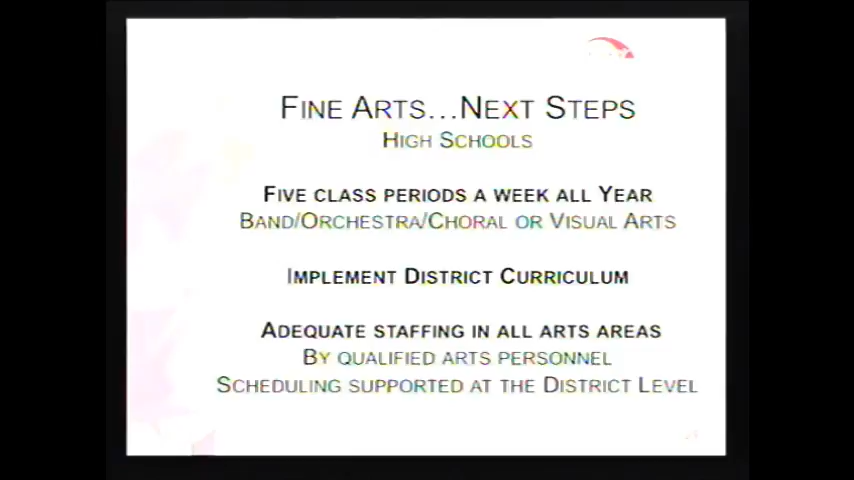 FINE ARTS...NEXT STEPS
HIGH SCHOOLS
FIVE CLASS PERIODS A WEEK ALL YEAR
BAND/ORCHESTRA/CHORAL OR VISUAL ARTS
IMPLEMENT DISTRICT CURRICULUM
ADEQUATE STAFFING IN ALL ARTS AREAS
BY QUALIFIED ARTS PERSONNEL
SCHEDULING SUPPORTED AT THE DISTRICT LEVEL